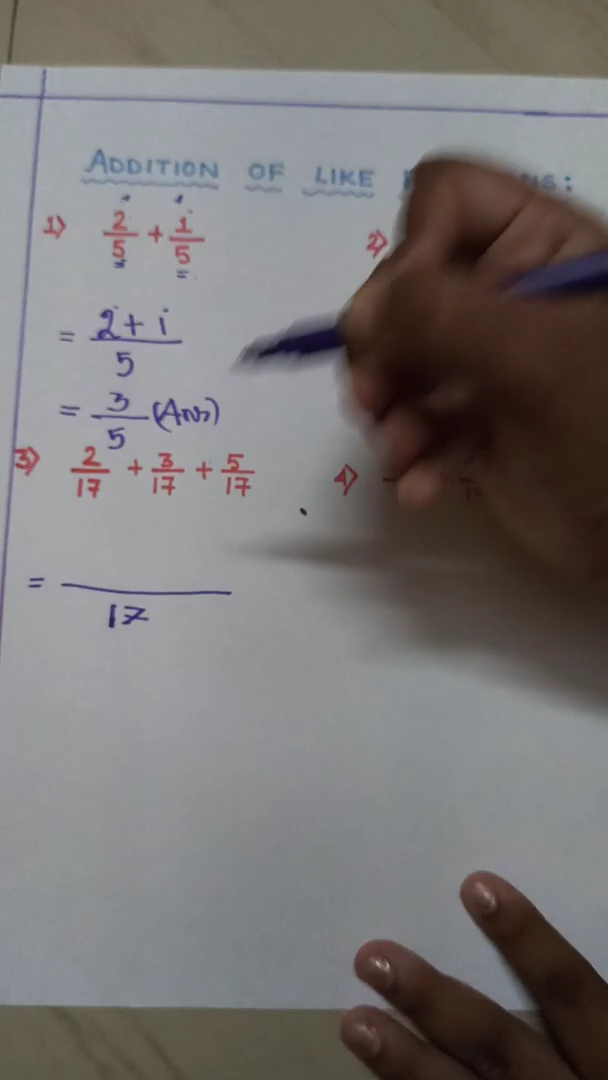 ADDITION OF LIKE
1) 2/5 + 1/5
2)
= 2+1/5
= 3/5 (Ans)
3) 2/17 + 3/17 + 5/17
4)
= /17